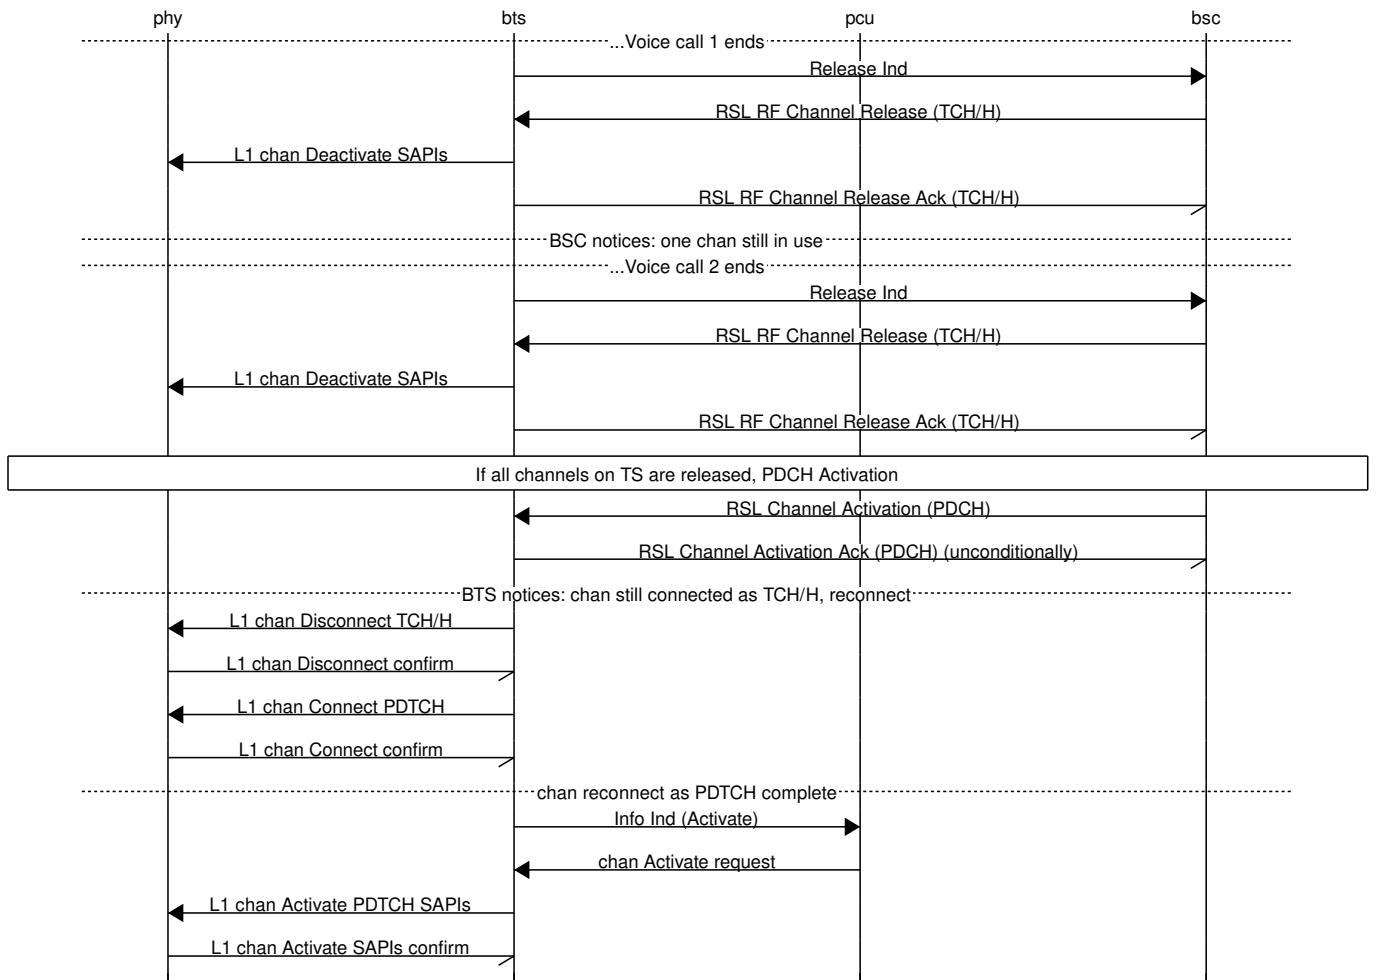 phy bts pcu bsc
...Voice call 1 ends
Release Ind
RSL RF Channel Release (TCH/H)
L1 chan Deactivate SAPIs
RSL RF Channel Release Ack (TCH/H)
BSC notices: one chan still in use
...Voice call 2 ends
Release Ind
RSL RF Channel Release (TCH/H)
L1 chan Deactivate SAPIs
RSL RF Channel Release Ack (TCH/H)
If all channels on TS are released, PDCH Activation
RSL Channel Activation (PDCH)
RSL Channel Activation Ack (PDCH) (unconditionally)
BTS notices: chan still connected as TCH/H, reconnect
L1 chan Disconnect TCH/H
L1 chan Disconnect confirm
L1 chan Connect PDTCH
L1 chan Connect confirm
chan reconnect as PDTCH complete
Info Ind (Activate)
chan Activate request
L1 chan Activate PDTCH SAPIs
L1 chan Activate SAPIs confirm